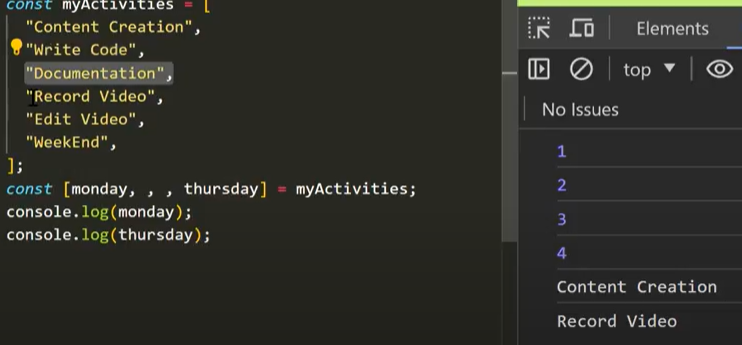 const myActivities = [
"Content Creation",
"Write Code",
"Documentation",
"Record Video",
"Edit Video",
"WeekEnd",
];
const [monday, , , thursday] = myActivities;
console.log(monday);
console.log(thursday);
Elements
top
No Issues
1
2
3
4
Content Creation
Record Video